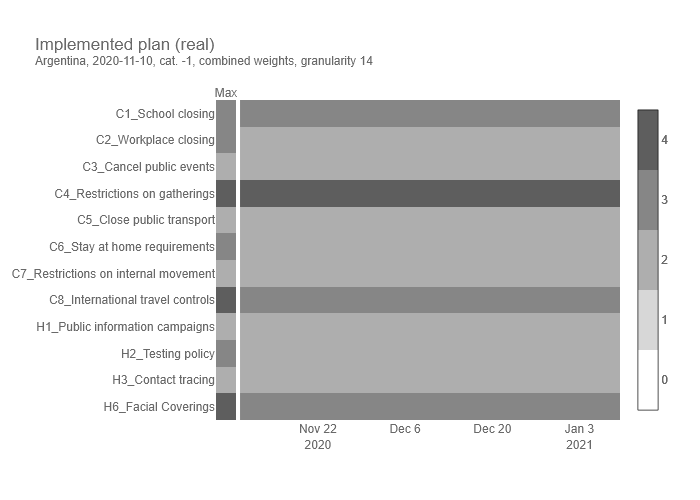 Implemented plan (real)
Argentina, 2020-11-10, cat. -1, combined weights, granularity 14
Max
C1_School closing
C2_Workplace closing
C3_Cancel public events
C4_Restrictions on gatherings
C5_Close public transport
C6_Stay at home requirements
C7_Restrictions on internal movement
C8_International travel controls
H1_Public information campaigns
H2_Testing policy
H3_Contact tracing
H6_Facial Coverings
4
3
2
1
0
Nov 22 Dec 6 Dec 20 Jan 3
2020 2021